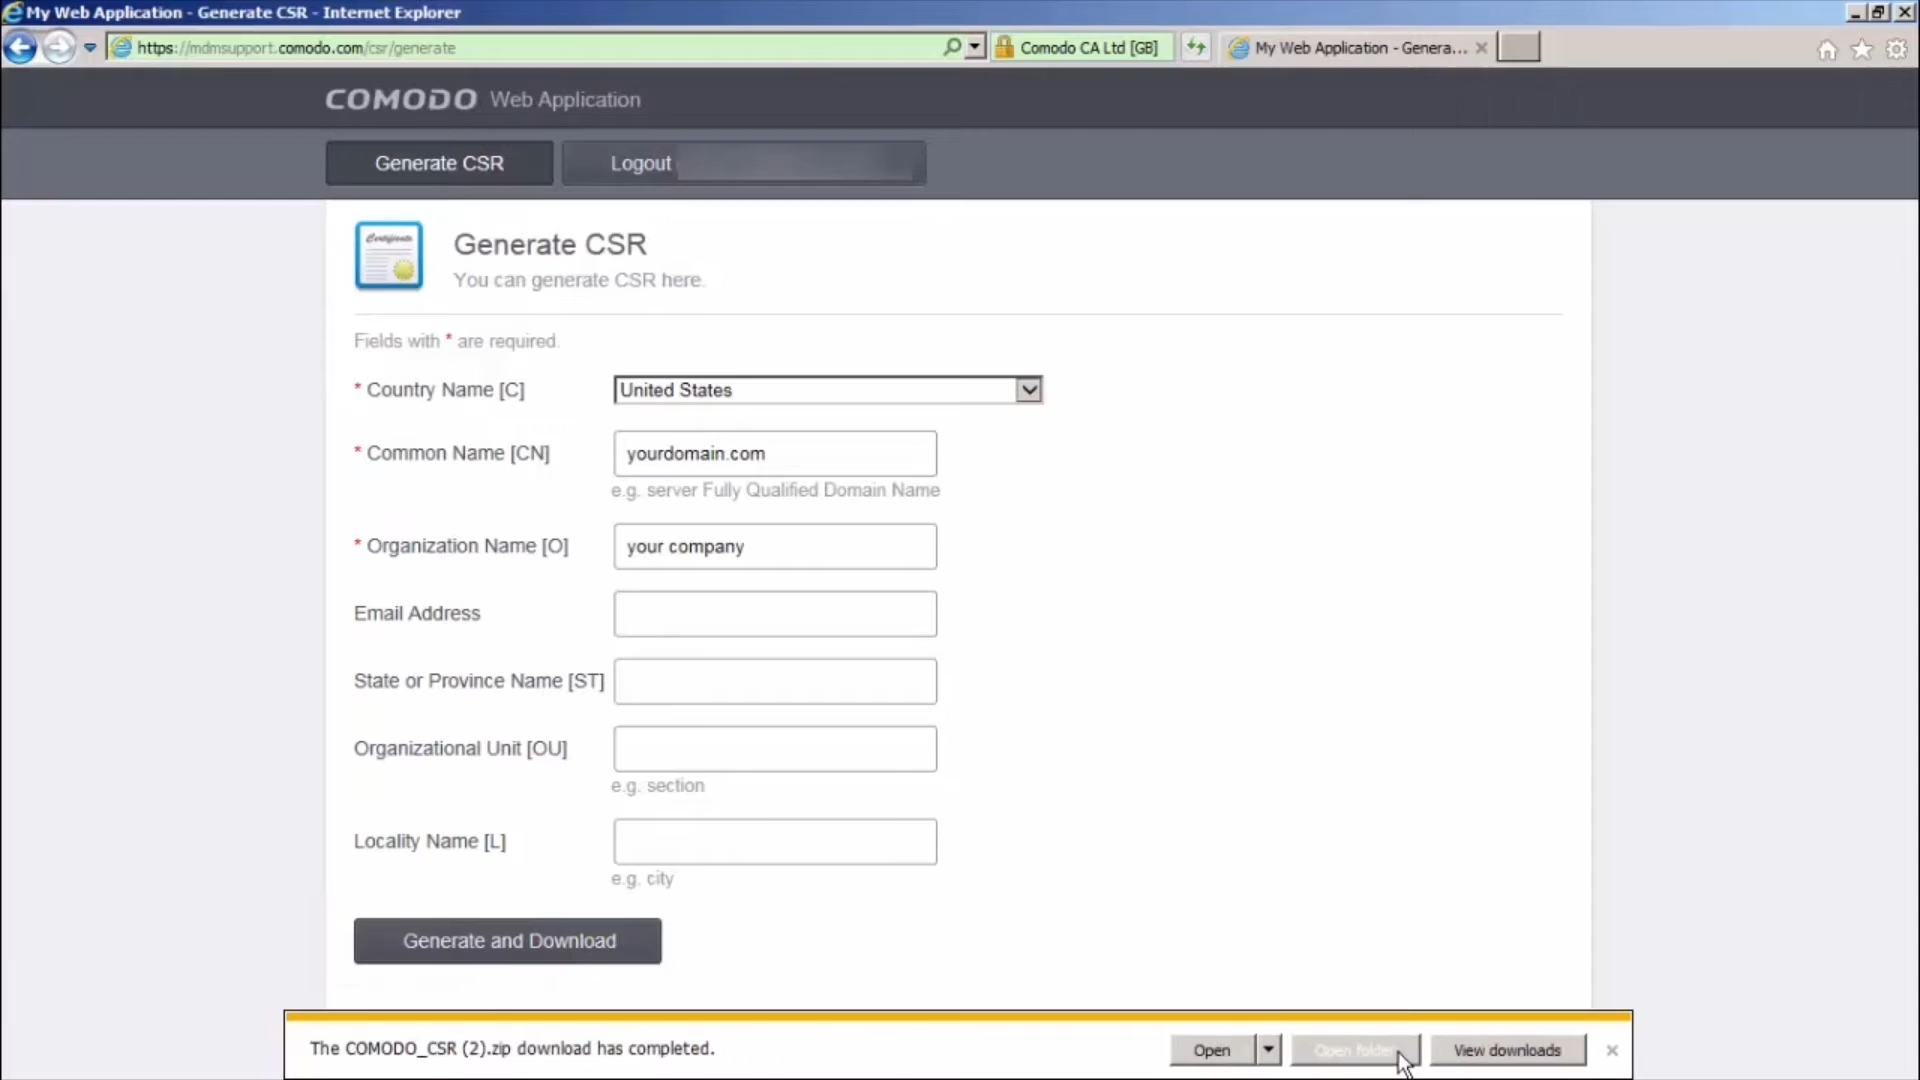 My Web Application - Generate CSR - Internet Explorer
https://mdmsupport.comodo.com/csr/generate
Comodo CA Ltd [GB]
My Web Application - Genera...
COMODO Web Application
Generate CSR
Logout
Certificate
Generate CSR
You can generate CSR here.
Fields with * are required.
* Country Name [C]
United States
* Common Name [CN]
yourdomain.com
e.g. server Fully Qualified Domain Name
* Organization Name [O]
your company
Email Address
State or Province Name [ST]
Organizational Unit [OU]
e.g. section
Locality Name [L]
e.g. city
Generate and Download
The COMODO_CSR (2).zip download has completed.
Open
Open folder
View downloads